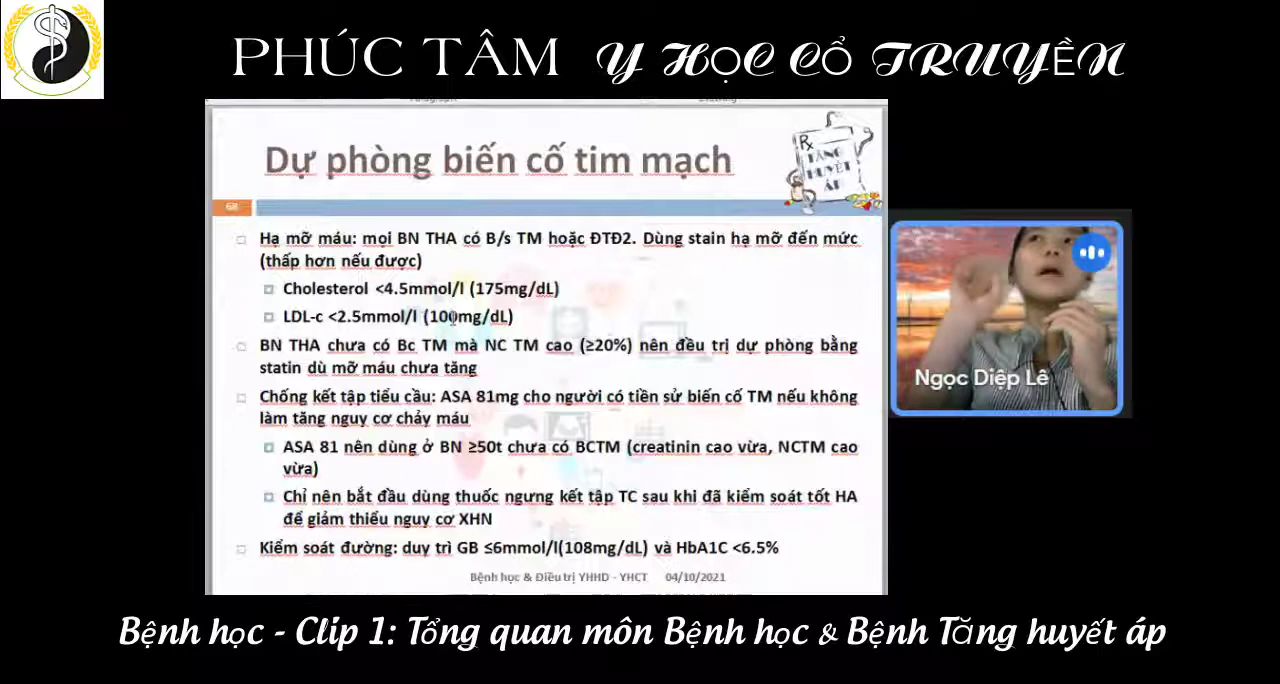 PHÚC TÂM Y HỌC CỔ TRUYỀN
Dự phòng biến cố tim mạch
Rx
TĂNG
HUYẾT
ÁP
68
Hạ mỡ máu: mọi BN THA có B/s TM hoặc ĐTĐ2. Dùng stain hạ mỡ đến mức
(thấp hơn nếu được)
Cholesterol <4.5mmol/l (175mg/dL)
LDL-c <2.5mmol/l (100mg/dL)
BN THA chưa có Bc TM mà NC TM cao (≥20%) nên đều trị dự phòng bằng
statin dù mỡ máu chưa tăng
Chống kết tập tiểu cầu: ASA 81mg cho người có tiền sử biến cố TM nếu không
làm tăng nguy cơ chảy máu
ASA 81 nên dùng ở BN ≥50t chưa có BCTM (creatinin cao vừa, NCTM cao
vừa)
Chỉ nên bắt đầu dùng thuốc ngưng kết tập TC sau khi đã kiểm soát tốt HA
để giảm thiểu nguy cơ XHN
Kiểm soát đường: duy trì GB ≤6mmol/l(108mg/dL) và HbA1C <6.5%
Bệnh học & Điều trị YHHĐ - YHCT 04/10/2021
Ngọc Diệp Lê
Bệnh học - Clip 1: Tổng quan môn Bệnh học & Bệnh Tăng huyết áp